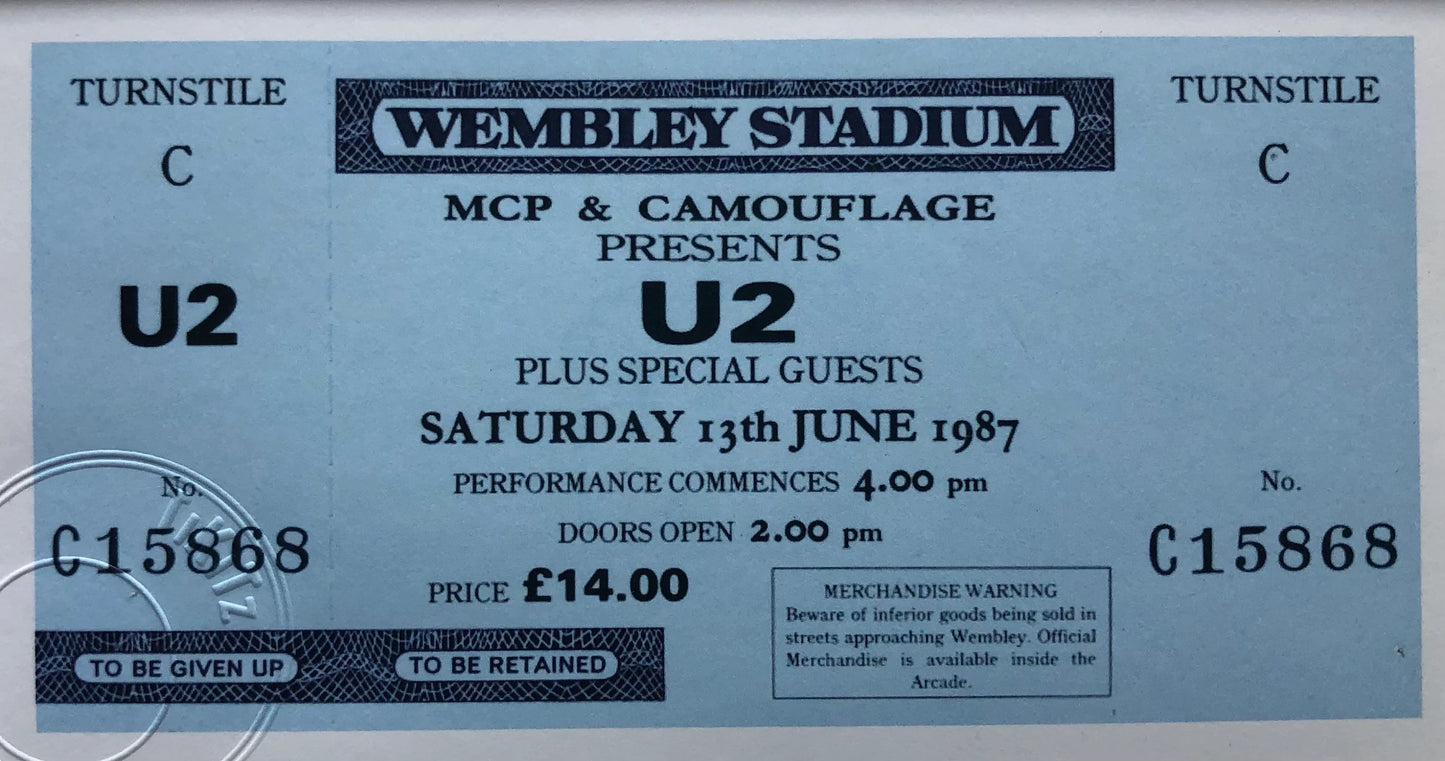 TURNSTILE
C
U2
No.
C15868
TO BE GIVEN UP
WEMBLEY STADIUM
MCP & CAMOUFLAGE
PRESENTS
U2
PLUS SPECIAL GUESTS
SATURDAY 13th JUNE 1987
PERFORMANCE COMMENCES 4.00 pm
DOORS OPEN 2.00 pm
PRICE £14.00
TO BE RETAINED
MERCHANDISE WARNING
Beware of inferior goods being sold in
streets approaching Wembley. Official
Merchandise is available inside the
Arcade.
TURNSTILE
C
No.
C15868